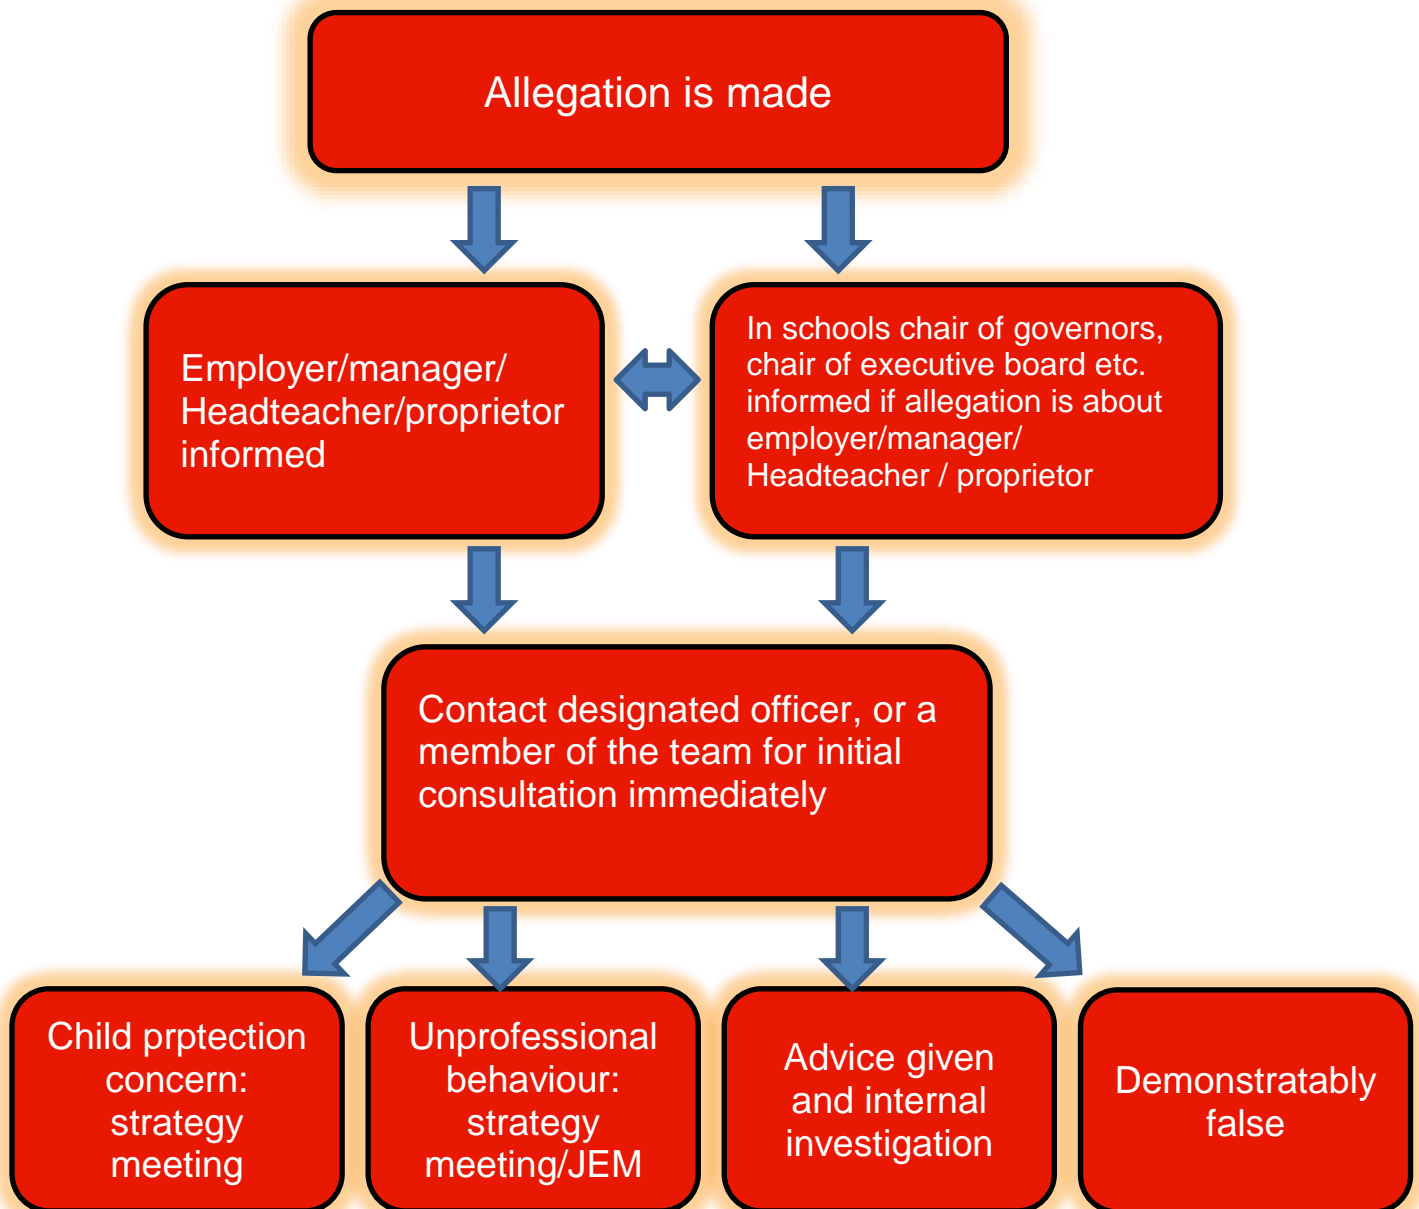 Allegation is made
Employer/manager/
Headteacher/proprietor
informed
In schools chair of governors,
chair of executive board etc.
informed if allegation is about
employer/manager/
Headteacher / proprietor
Contact designated officer, or a
member of the team for initial
consultation immediately
Child prptection
concern:
strategy
meeting
Unprofessional
behaviour:
strategy
meeting/JEM
Advice given
and internal
investigation
Demonstratably
false